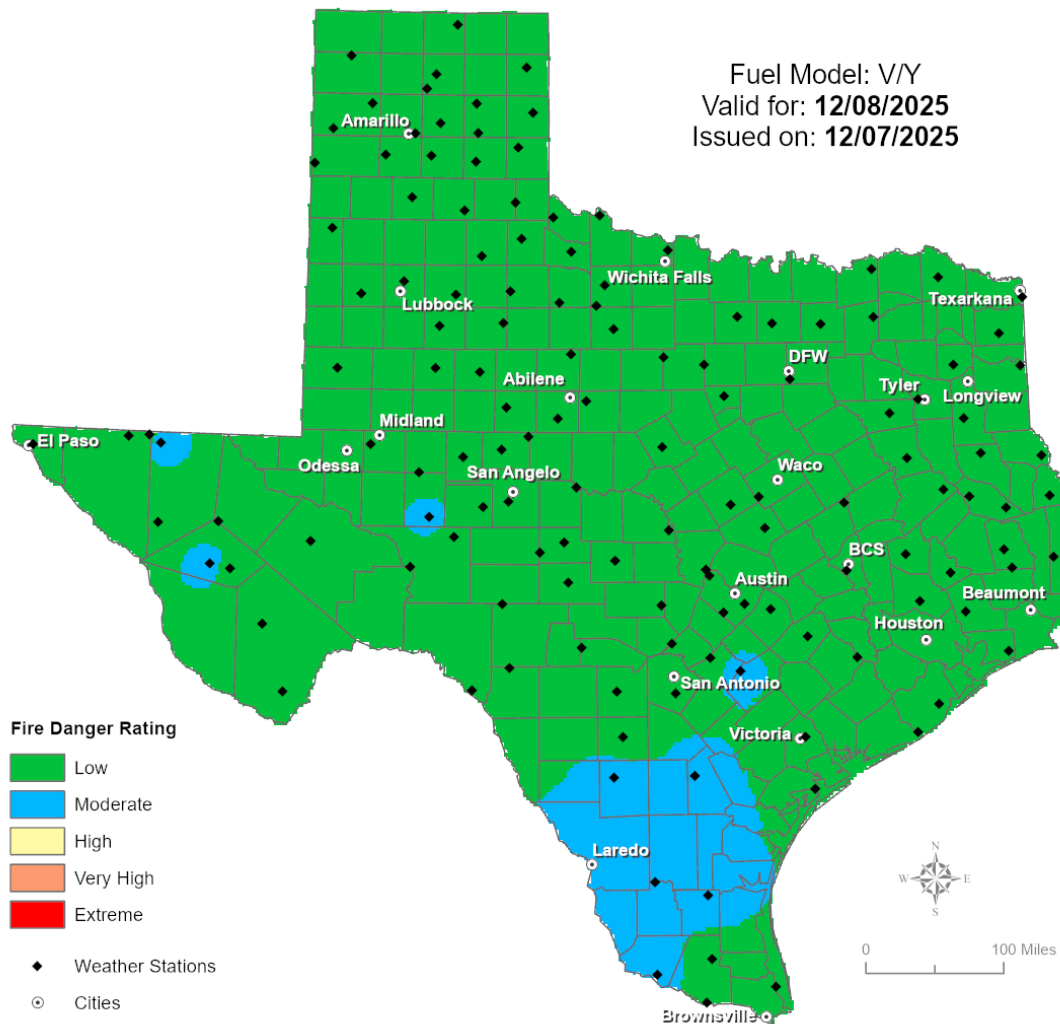 Fuel Model: V/Y
Valid for: 12/08/2025
Issued on: 12/07/2025
Amarillo
Wichita Falls
Lubbock
Texarkana
DFW
Abilene
Tyler
Longview
Midland
El Paso
Odessa
San Angelo
Waco
BCS
Austin
Beaumont
Houston
San Antonio
Victoria
Laredo
Brownsville
Fire Danger Rating
Low
Moderate
High
Very High
Extreme
Weather Stations
Cities
N
W E
S
0 100 Miles